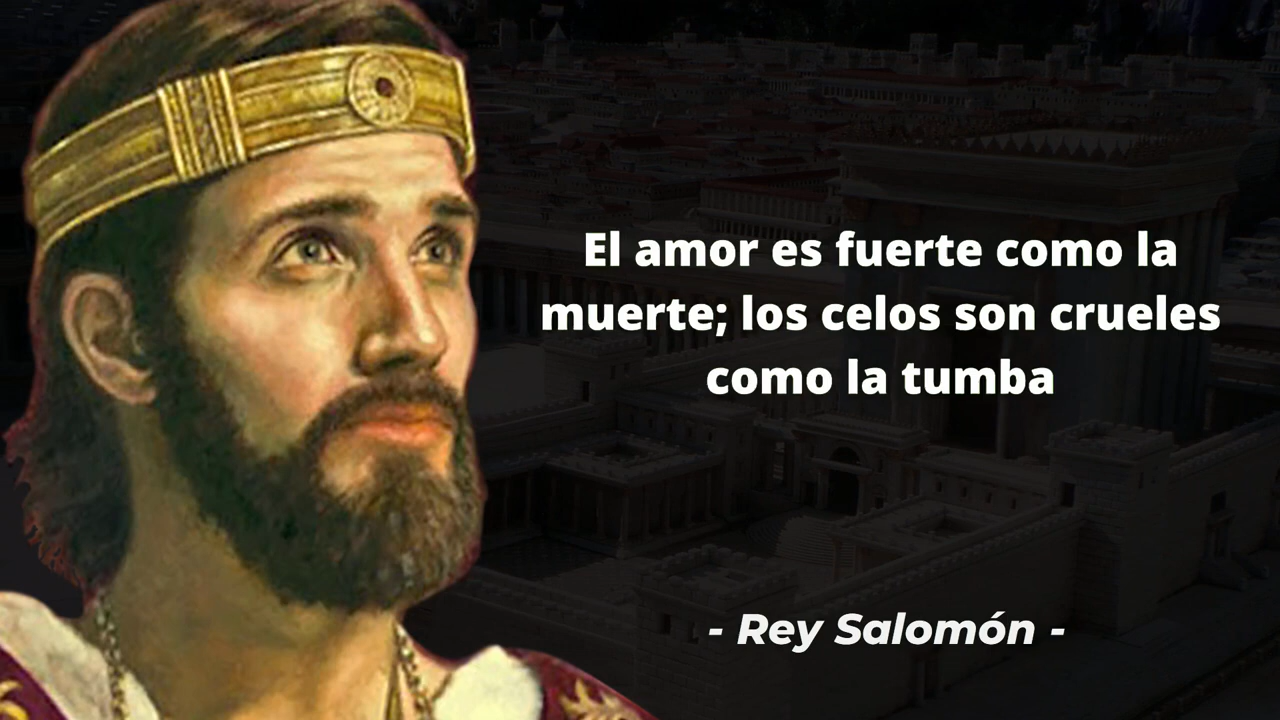 El amor es fuerte como la
muerte; los celos son crueles
como la tumba
- Rey Salomón -